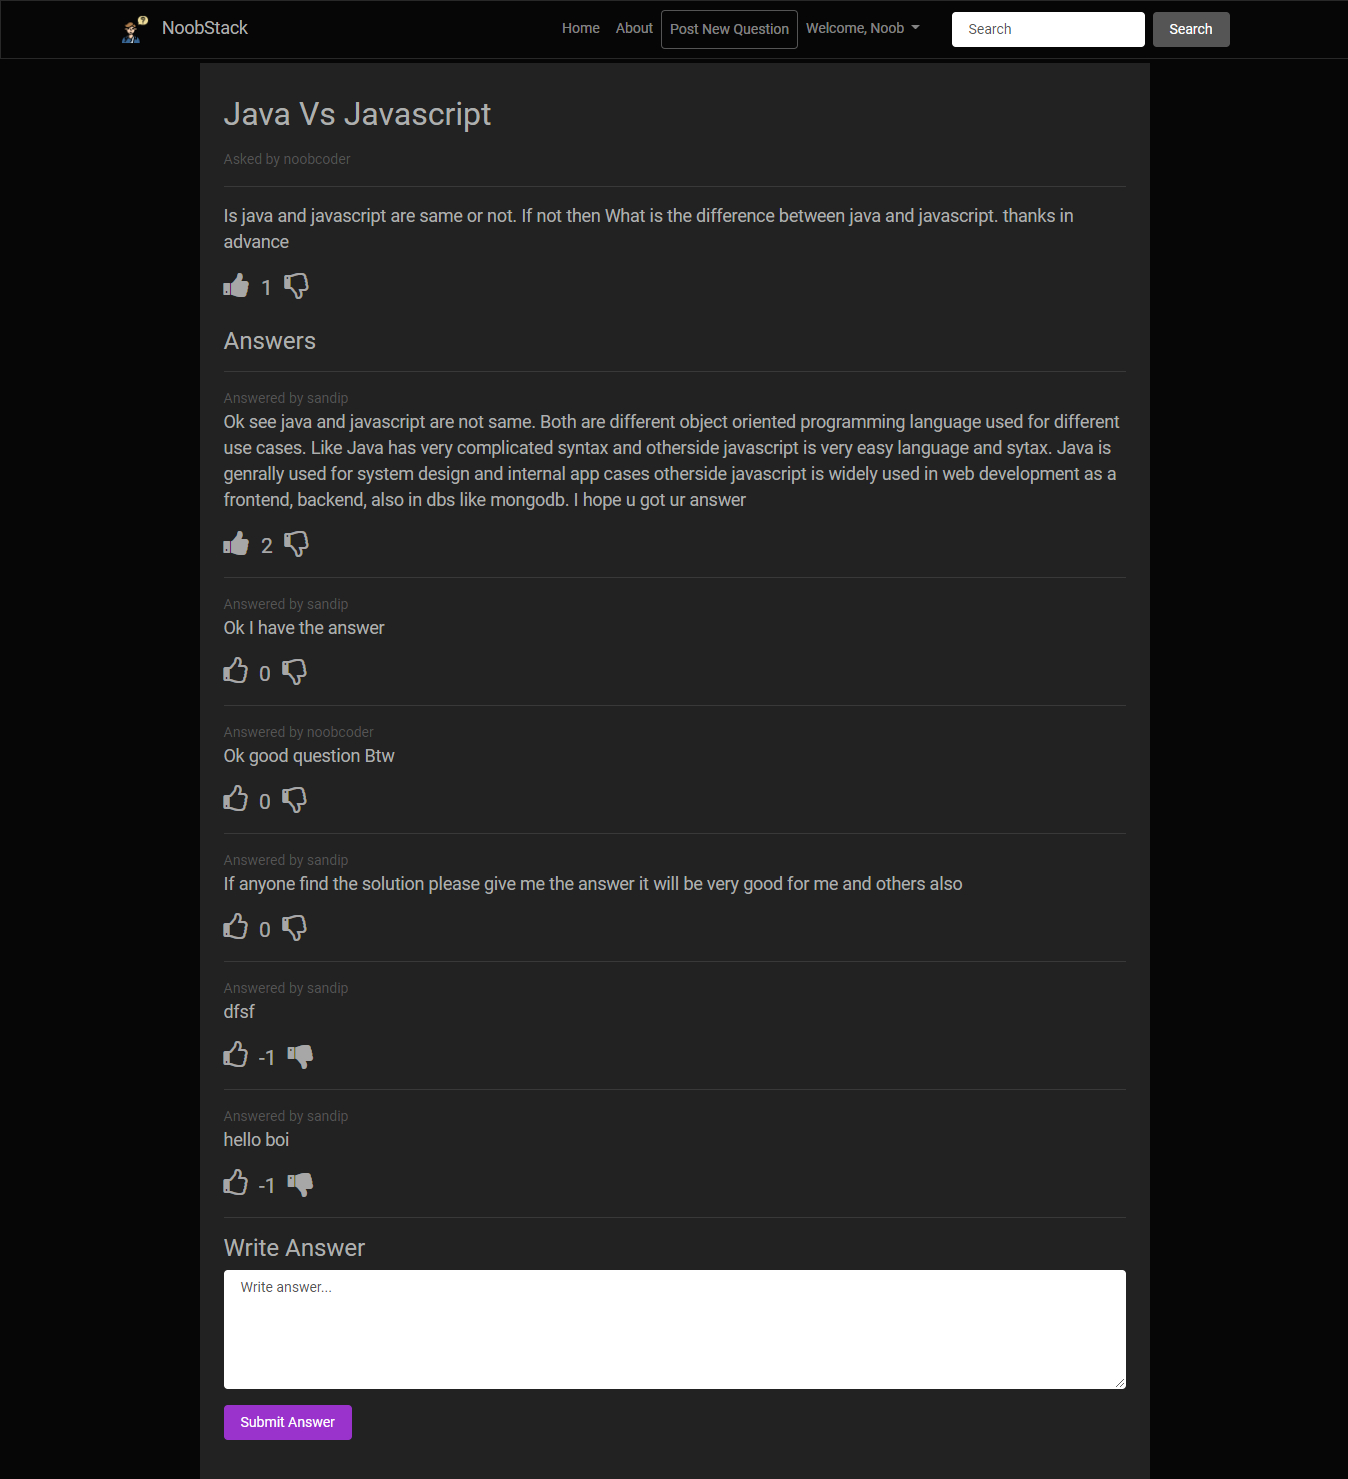 NoobStack
Home
About
Post New Question
Welcome, Noob
Search
Search
Java Vs Javascript
Asked by noobcoder
Is java and javascript are same or not. If not then What is the difference between java and javascript. thanks in
advance
1
Answers
Answered by sandip
Ok see java and javascript are not same. Both are different object oriented programming language used for different
use cases. Like Java has very complicated syntax and otherside javascript is very easy language and sytax. Java is
genrally used for system design and internal app cases otherside javascript is widely used in web development as a
frontend, backend, also in dbs like mongodb. I hope u got ur answer
2
Answered by sandip
Ok I have the answer
0
Answered by noobcoder
Ok good question Btw
0
Answered by sandip
If anyone find the solution please give me the answer it will be very good for me and others also
0
Answered by sandip
dfsf
-1
Answered by sandip
hello boi
-1
Write Answer
Write answer...
Submit Answer